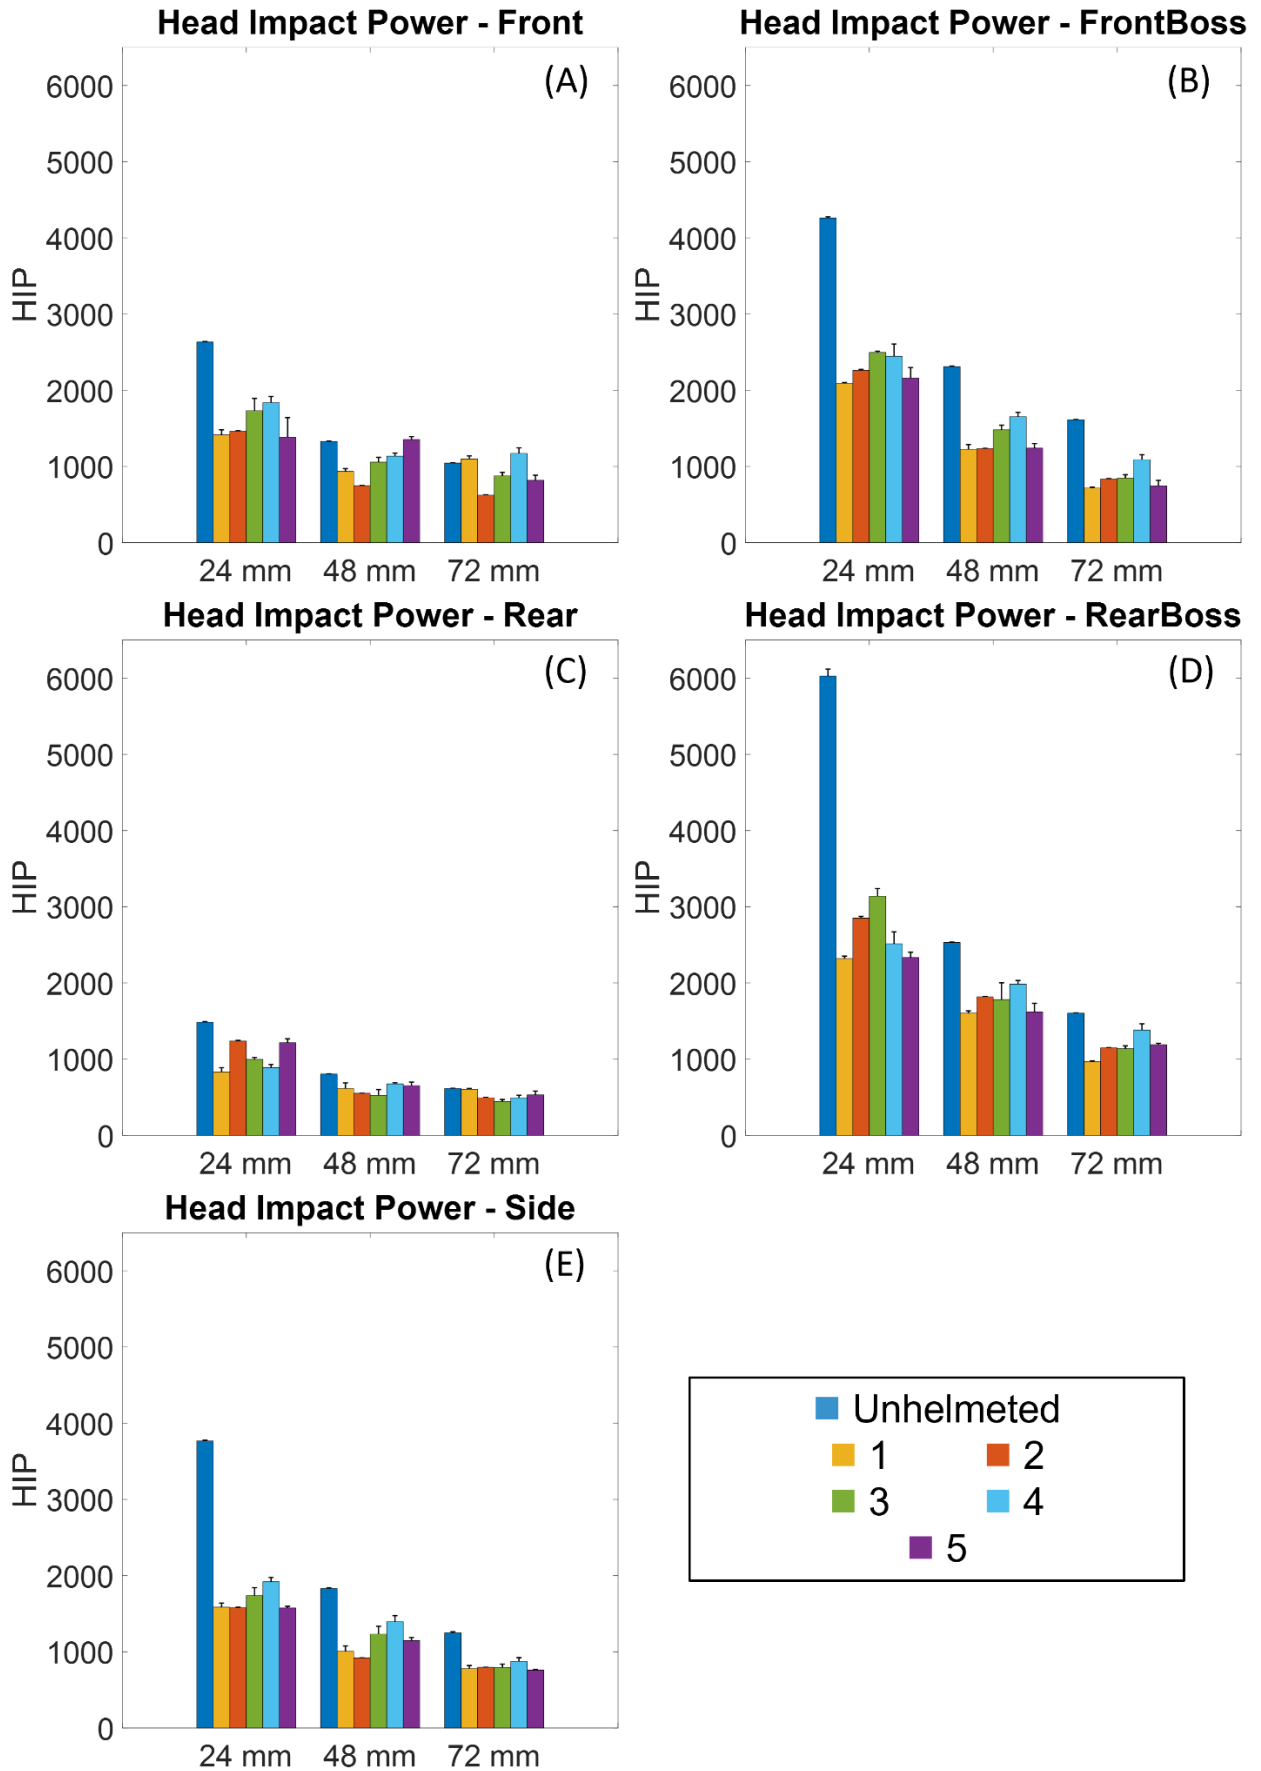 Head Impact Power - Front
(A)
6000
5000
4000
3000
2000
1000
0
HIP
24 mm 48 mm 72 mm
Head Impact Power - FrontBoss
(B)
6000
5000
4000
3000
2000
1000
0
HIP
24 mm 48 mm 72 mm
Head Impact Power - Rear
(C)
6000
5000
4000
3000
2000
1000
0
HIP
24 mm 48 mm 72 mm
Head Impact Power - RearBoss
(D)
6000
5000
4000
3000
2000
1000
0
HIP
24 mm 48 mm 72 mm
Head Impact Power - Side
(E)
6000
5000
4000
3000
2000
1000
0
HIP
24 mm 48 mm 72 mm
Unhelmeted
1 2
3 4
5